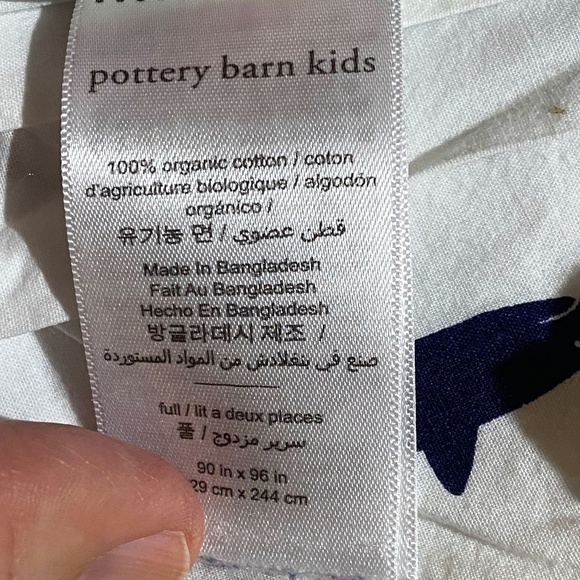 pottery barn kids
100% organic cotton / coton
d'agriculture biologique / algodón
orgánico /
유기농 면 / قطن عضوي
Made In Bangladesh
Fait Au Bangladesh
Hecho En Bangladesh
방글라데시 제조 /
صنع في بنغلادش من المواد المستوردة
full / lit a deux places
풀 / سرير مزدوج
90 in x 96 in
29 cm x 244 cm